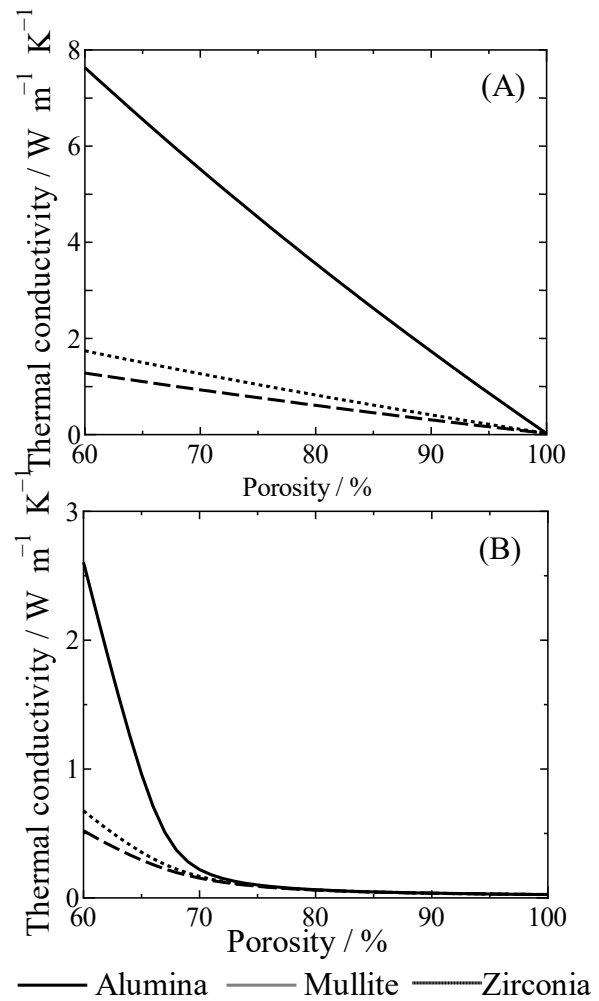 (A)
Thermal conductivity / W m⁻¹ K⁻¹
8
6
4
2
0
60 70 80 90 100
Porosity / %
(B)
Thermal conductivity / W m⁻¹ K⁻¹
3
2
1
0
60 70 80 90 100
Porosity / %
Alumina Mullite Zirconia